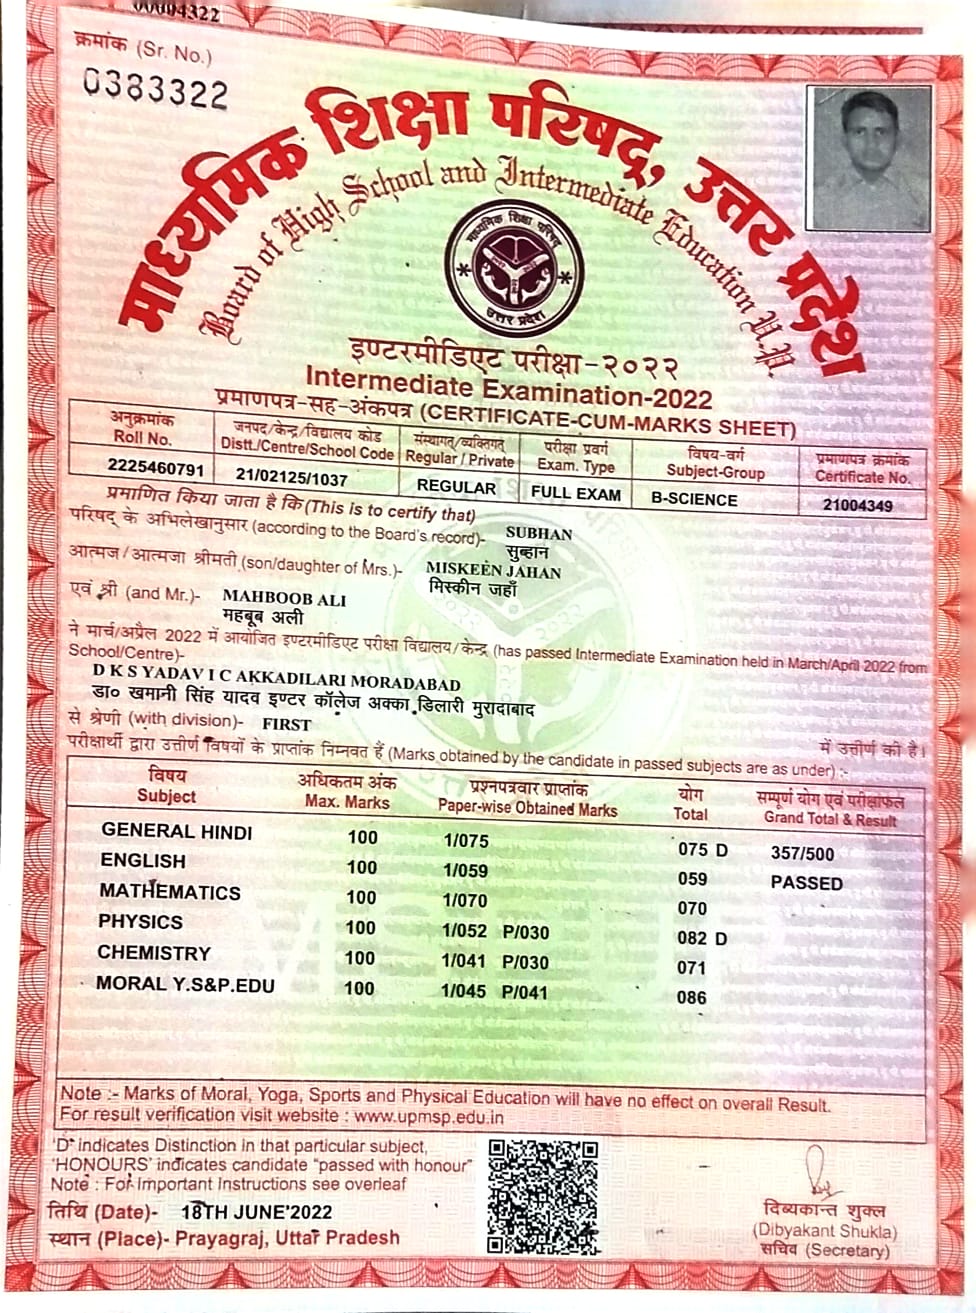 00004322
क्रमांक (Sr. No.)
0383322
माध्यमिक शिक्षा परिषद्, उत्तर प्रदेश
Board of High School and Intermediate Education U.P.
माध्यमिक शिक्षा परिषद
उत्तर प्रदेश
इण्टरमीडिएट परीक्षा-२०२२
Intermediate Examination-2022
प्रमाणपत्र-सह-अंकपत्र (CERTIFICATE-CUM-MARKS SHEET)
अनुक्रमांक जनपद/केन्द्र/विद्यालय कोड संस्थागत/व्यक्तिगत परीक्षा प्रवर्ग विषय-वर्ग प्रमाणपत्र क्रमांक
Roll No. Distt./Centre/School Code Regular / Private Exam. Type Subject-Group Certificate No.
2225460791 21/02125/1037 REGULAR FULL EXAM B-SCIENCE 21004349
प्रमाणित किया जाता है कि (This is to certify that)
परिषद् के अभिलेखानुसार (according to the Board's record)- SUBHAN
सुब्हान
आत्मज/आत्मजा श्रीमती (son/daughter of Mrs.)- MISKEEN JAHAN
मिस्कीन जहाँ
एवं श्री (and Mr.)- MAHBOOB ALI
महबूब अली
ने मार्च/अप्रैल 2022 में आयोजित इण्टरमीडिएट परीक्षा विद्यालय/केन्द्र (has passed Intermediate Examination held in March/April 2022 from
School/Centre)-
D K S YADAV I C AKKADILARI MORADABAD
डा० खमानी सिंह यादव इण्टर कॉलेज अक्का डिलारी मुरादाबाद
से श्रेणी (with division)- FIRST में उत्तीर्ण की है।
परीक्षार्थी द्वारा उत्तीर्ण विषयों के प्राप्तांक निम्नवत हैं (Marks obtained by the candidate in passed subjects are as under) :-
विषय अधिकतम अंक प्रश्नपत्रवार प्राप्तांक योग सम्पूर्ण योग एवं परीक्षाफल
Subject Max. Marks Paper-wise Obtained Marks Total Grand Total & Result
GENERAL HINDI 100 1/075 075 D 357/500
ENGLISH 100 1/059 059 PASSED
MATHEMATICS 100 1/070 070
PHYSICS 100 1/052 P/030 082 D
CHEMISTRY 100 1/041 P/030 071
MORAL Y.S&P.EDU 100 1/045 P/041 086
Note :- Marks of Moral, Yoga, Sports and Physical Education will have no effect on overall Result.
For result verification visit website : www.upmsp.edu.in
'D' indicates Distinction in that particular subject,
'HONOURS' indicates candidate "passed with honour"
Note : For Important Instructions see overleaf
तिथि (Date)- 18TH JUNE'2022
स्थान (Place)- Prayagraj, Uttar Pradesh
दिब्यकान्त शुक्ल
(Dibyakant Shukla)
सचिव (Secretary)